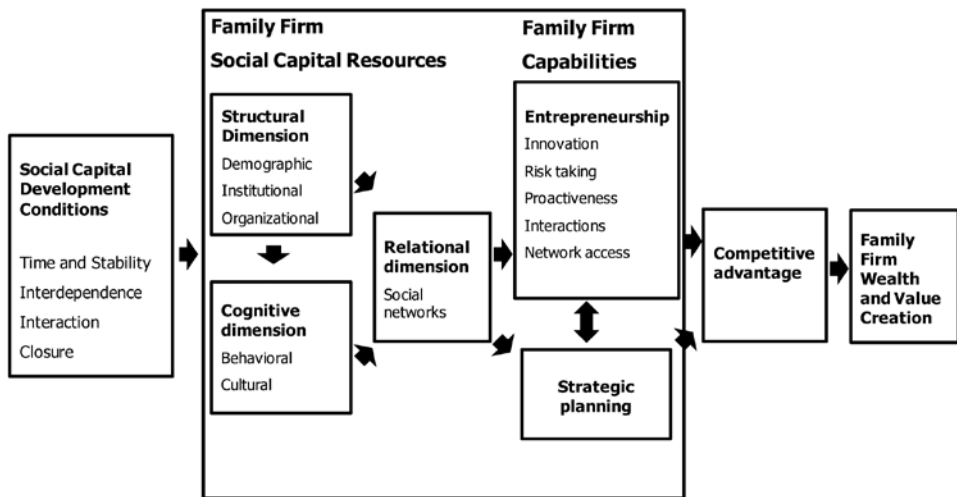 Social Capital
Development
Conditions
Time and Stability
Interdependence
Interaction
Closure
Family Firm
Social Capital Resources
Structural
Dimension
Demographic
Institutional
Organizational
Cognitive
dimension
Behavioral
Cultural
Relational
dimension
Social
networks
Family Firm
Capabilities
Entrepreneurship
Innovation
Risk taking
Proactiveness
Interactions
Network access
Strategic
planning
Competitive
advantage
Family
Firm
Wealth
and Value
Creation